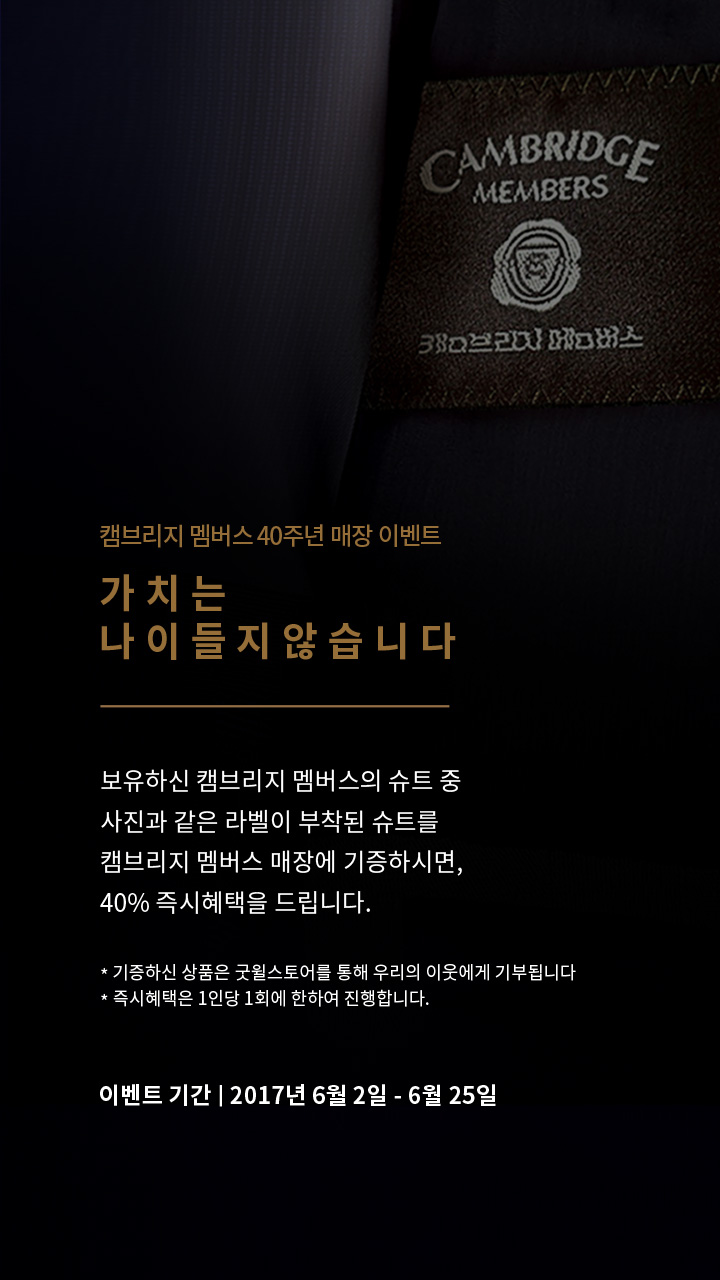 CAMBRIDGE
MEMBERS
캠브리지 멤버스
캠브리지 멤버스 40주년 매장 이벤트
가치는
나이들지않습니다
보유하신 캠브리지 멤버스의 슈트 중
사진과 같은 라벨이 부착된 슈트를
캠브리지 멤버스 매장에 기증하시면,
40% 즉시혜택을 드립니다.
* 기증하신 상품은 굿윌스토어를 통해 우리의 이웃에게 기부됩니다
* 즉시혜택은 1인당 1회에 한하여 진행합니다.
이벤트 기간 | 2017년 6월 2일 - 6월 25일